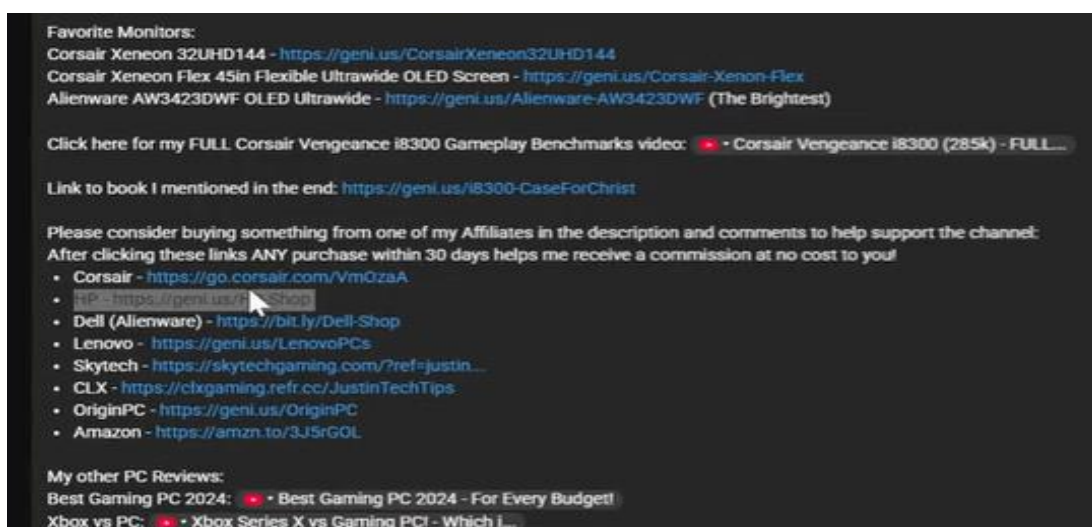 Favorite Monitors:
Corsair Xeneon 32UHD144 - https://geni.us/CorsairXeneon32UHD144
Corsair Xeneon Flex 45in Flexible Ultrawide OLED Screen - https://geni.us/Corsair-Xenon-Flex
Alienware AW3423DWF OLED Ultrawide - https://geni.us/Alienware-AW3423DWF (The Brightest)
Click here for my FULL Corsair Vengeance i8300 Gameplay Benchmarks video: • Corsair Vengeance i8300 (285k) - FULL...
Link to book I mentioned in the end: https://geni.us/i8300-CaseForChrist
Please consider buying something from one of my Affiliates in the description and comments to help support the channel:
After clicking these links ANY purchase within 30 days helps me receive a commission at no cost to you!
• Corsair - https://go.corsair.com/VmOzaA
• HP - https://geni.us/ Shop
• Dell (Alienware) - https://bit.ly/Dell-Shop
• Lenovo - https://geni.us/LenovoPCs
• Skytech - https://skytechgaming.com/?ref=justin...
• CLX - https://clxgaming.refr.cc/JustinTechTips
• OriginPC - https://geni.us/OriginPC
• Amazon - https://amzn.to/3J5rGOL
My other PC Reviews:
Best Gaming PC 2024: • Best Gaming PC 2024 - For Every Budget!
Xbox vs PC: • Xbox Series X vs Gaming PC! - Which i...